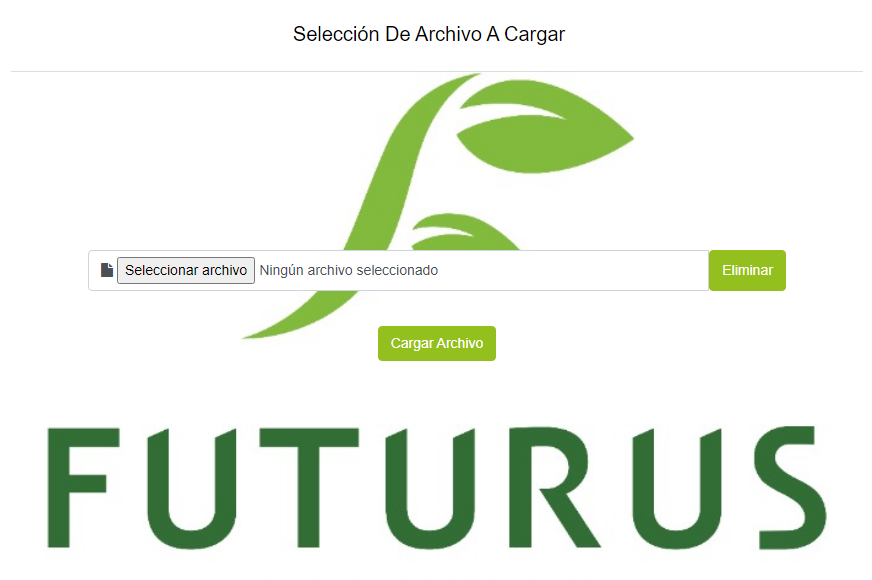 Selección De Archivo A Cargar
Seleccionar archivo Ningún archivo seleccionado Eliminar
Cargar Archivo
FUTURUS